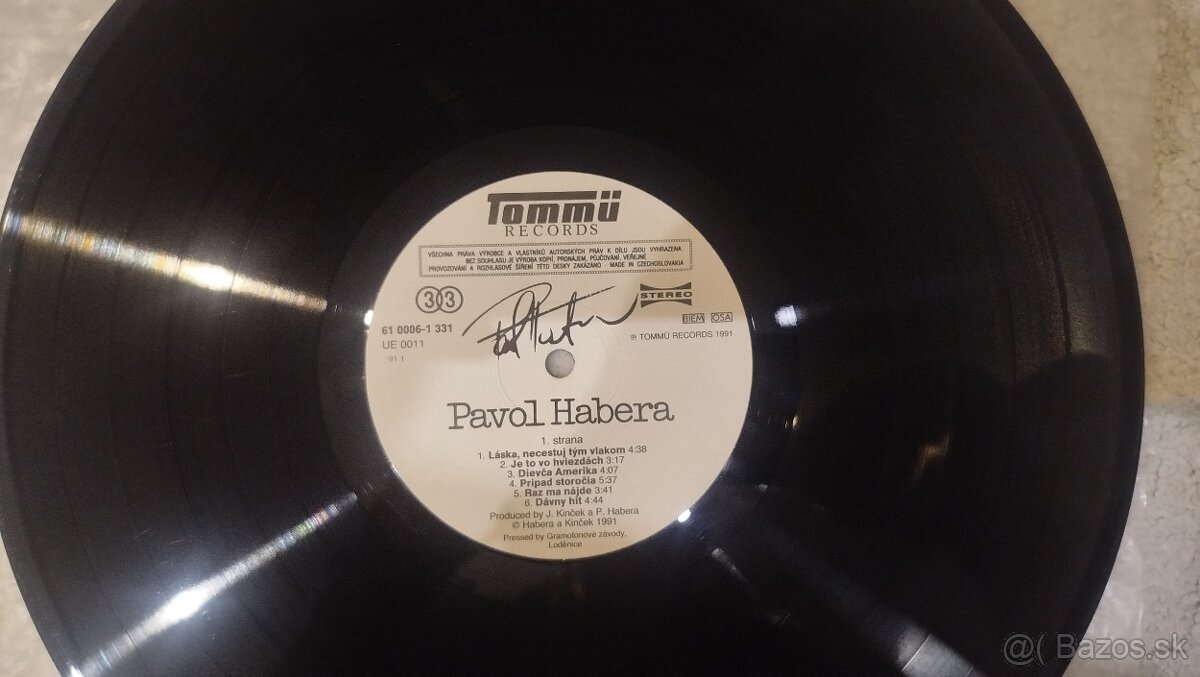 Tommü
RECORDS
VŠECHNA PRÁVA VÝROBCE A VLASTNÍKŮ AUTORSKÝCH PRÁV K DÍLU JSOU VYHRAZENA.
BEZ SOUHLASU JE VÝROBA KOPIÍ, PRONÁJEM, PŮJČOVÁNÍ, VEŘEJNÉ
PROVOZOVÁNÍ A ROZHLASOVÉ ŠÍŘENÍ TÉTO DESKY ZAKÁZÁNO · MADE IN CZECHOSLOVAKIA
33
STEREO
61 0006-1 331
BIEM OSA
UE 0011
℗ TOMMÜ RECORDS 1991
91 1
Pavol Habera
1. strana
1. Láska, necestuj tým vlakom 4:38
2. Je to vo hviezdách 3:17
3. Dievča Amerika 4:07
4. Prípad storočia 5:37
5. Raz ma nájde 3:41
6. Dávny hit 4:44
Produced by J. Kinček a P. Habera
© Habera a Kinček 1991
Pressed by Gramofonové závody,
Loděnice
@( Bazos.sk